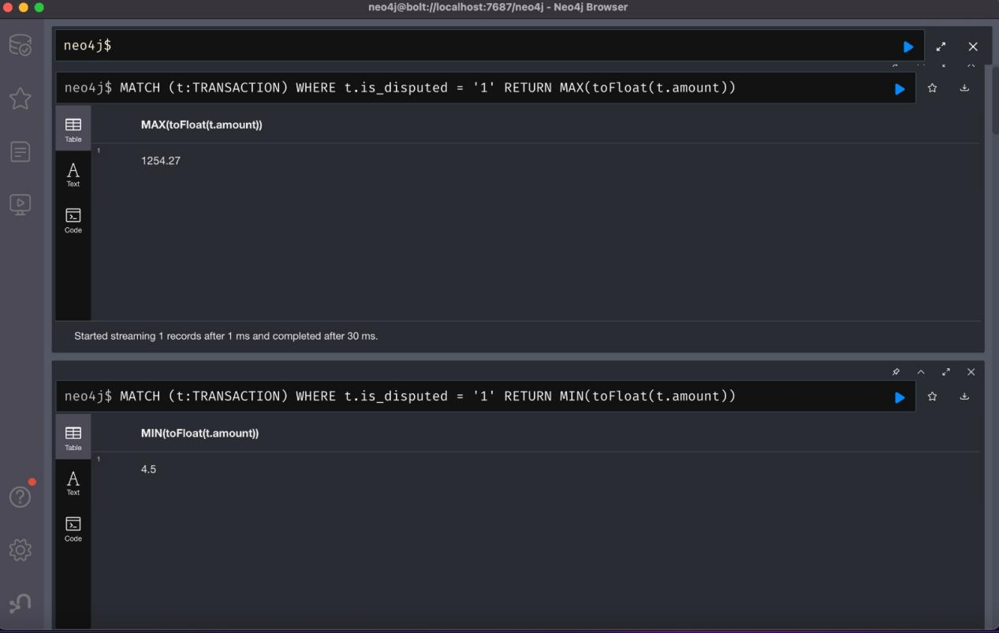 neo4j@bolt://localhost:7687/neo4j - Neo4j Browser
neo4j$
neo4j$ MATCH (t:TRANSACTION) WHERE t.is_disputed = '1' RETURN MAX(toFloat(t.amount))
Table
MAX(toFloat(t.amount))
1
1254.27
A
Text
Code
Started streaming 1 records after 1 ms and completed after 30 ms.
neo4j$ MATCH (t:TRANSACTION) WHERE t.is_disputed = '1' RETURN MIN(toFloat(t.amount))
Table
MIN(toFloat(t.amount))
1
4.5
A
Text
Code